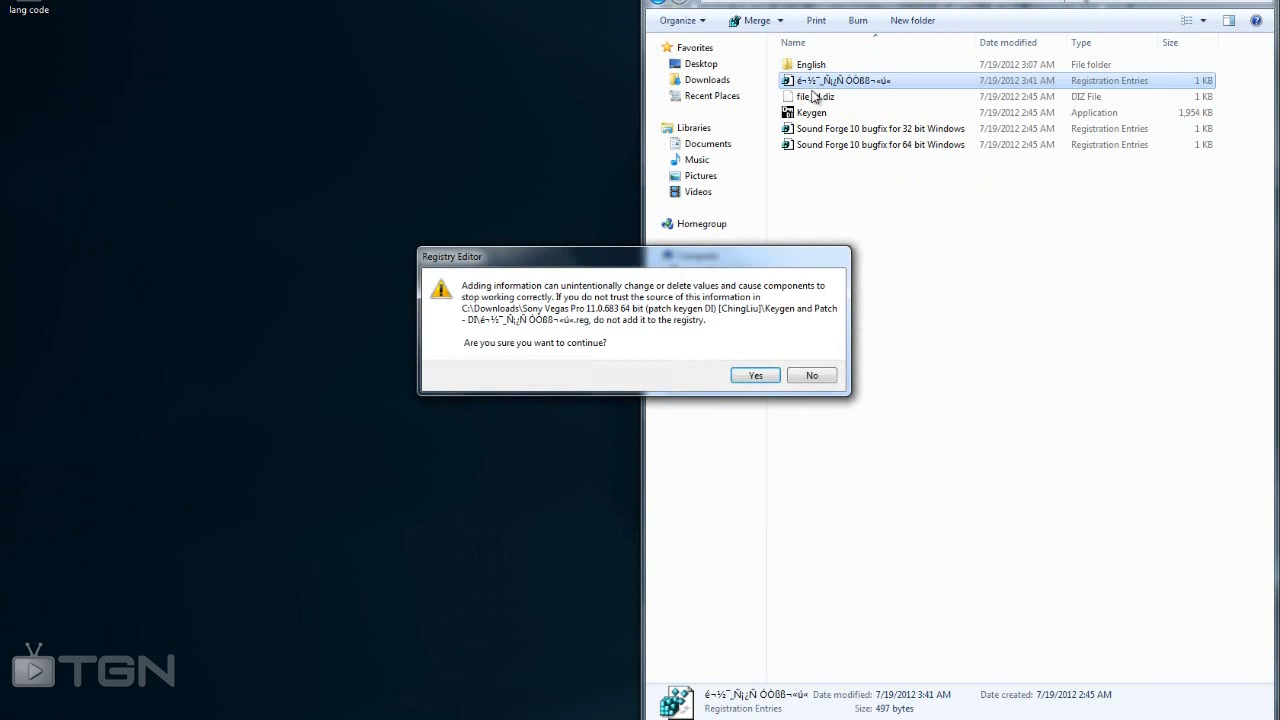 lang code
Organize Merge Print Burn New folder
Name Date modified Type Size
Favorites
Desktop
Downloads
Recent Places
Libraries
Documents
Music
Pictures
Videos
Homegroup
English 7/19/2012 3:07 AM File folder
é¬½¯_Ñ¡¿Ñ ÓÒßß¬«ú« 7/19/2012 3:41 AM Registration Entries 1 KB
7/19/2012 2:45 AM DIZ File 1 KB
Keygen 7/19/2012 2:45 AM Application 1,954 KB
Sound Forge 10 bugfix for 32 bit Windows 7/19/2012 2:45 AM Registration Entries 1 KB
Sound Forge 10 bugfix for 64 bit Windows 7/19/2012 2:45 AM Registration Entries 1 KB
Registry Editor
Adding information can unintentionally change or delete values and cause components to
stop working correctly. If you do not trust the source of this information in
C:\Downloads\Sony Vegas Pro 11.0.683 64 bit (patch keygen DI) [ChingLiu]\Keygen and Patch
- DI\é¬½¯_Ñ¡¿Ñ ÓÒßß¬«ú«.reg, do not add it to the registry.
Are you sure you want to continue?
Yes No
TGN
é¬½¯_Ñ¡¿Ñ ÓÒßß¬«ú« Date modified: 7/19/2012 3:41 AM Date created: 7/19/2012 2:45 AM
Registration Entries Size: 497 bytes